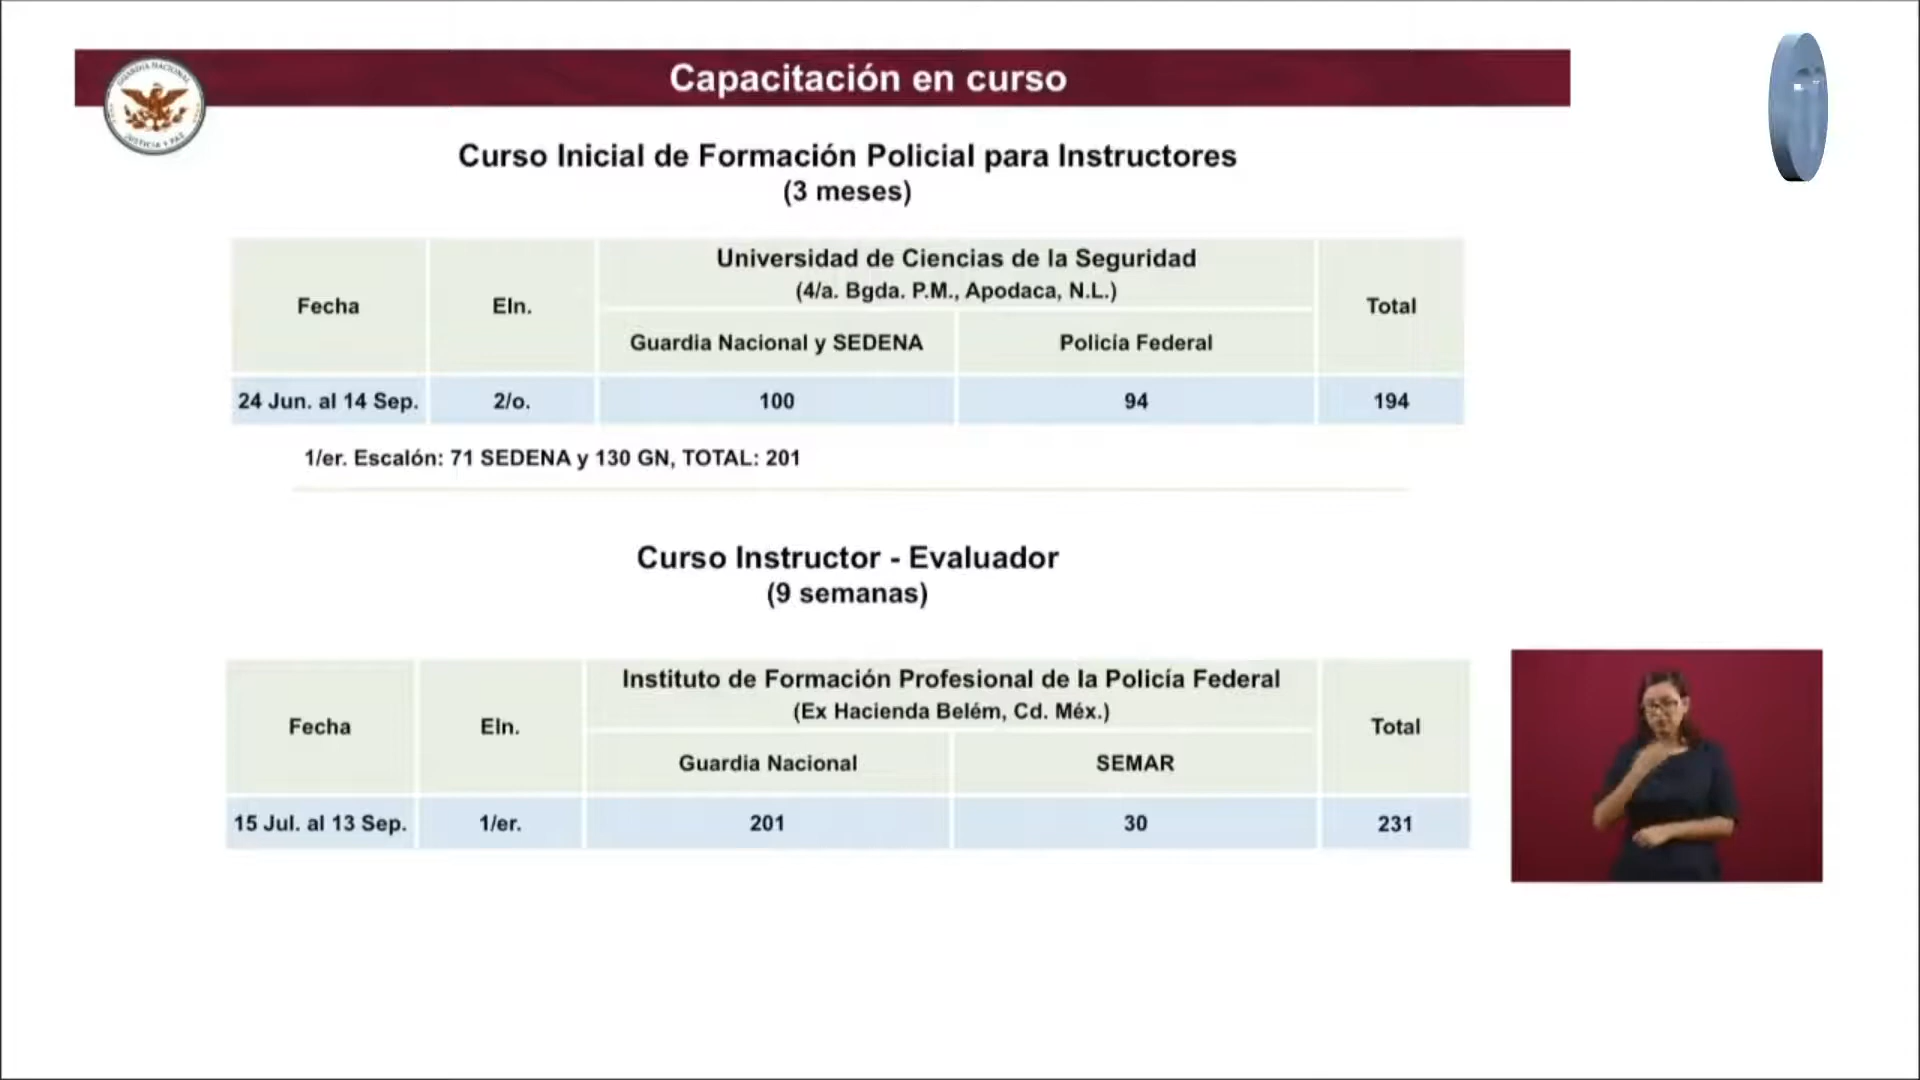 Capacitación en curso
GUARDIA NACIONAL
JUSTICIA Y PAZ
Curso Inicial de Formación Policial para Instructores
(3 meses)
Fecha
Eln.
Universidad de Ciencias de la Seguridad
(4/a. Bgda. P.M., Apodaca, N.L.)
Total
Guardia Nacional y SEDENA
Policía Federal
24 Jun. al 14 Sep.
2/o.
100
94
194
1/er. Escalón: 71 SEDENA y 130 GN, TOTAL: 201
Curso Instructor - Evaluador
(9 semanas)
Fecha
Eln.
Instituto de Formación Profesional de la Policía Federal
(Ex Hacienda Belém, Cd. Méx.)
Total
Guardia Nacional
SEMAR
15 Jul. al 13 Sep.
1/er.
201
30
231